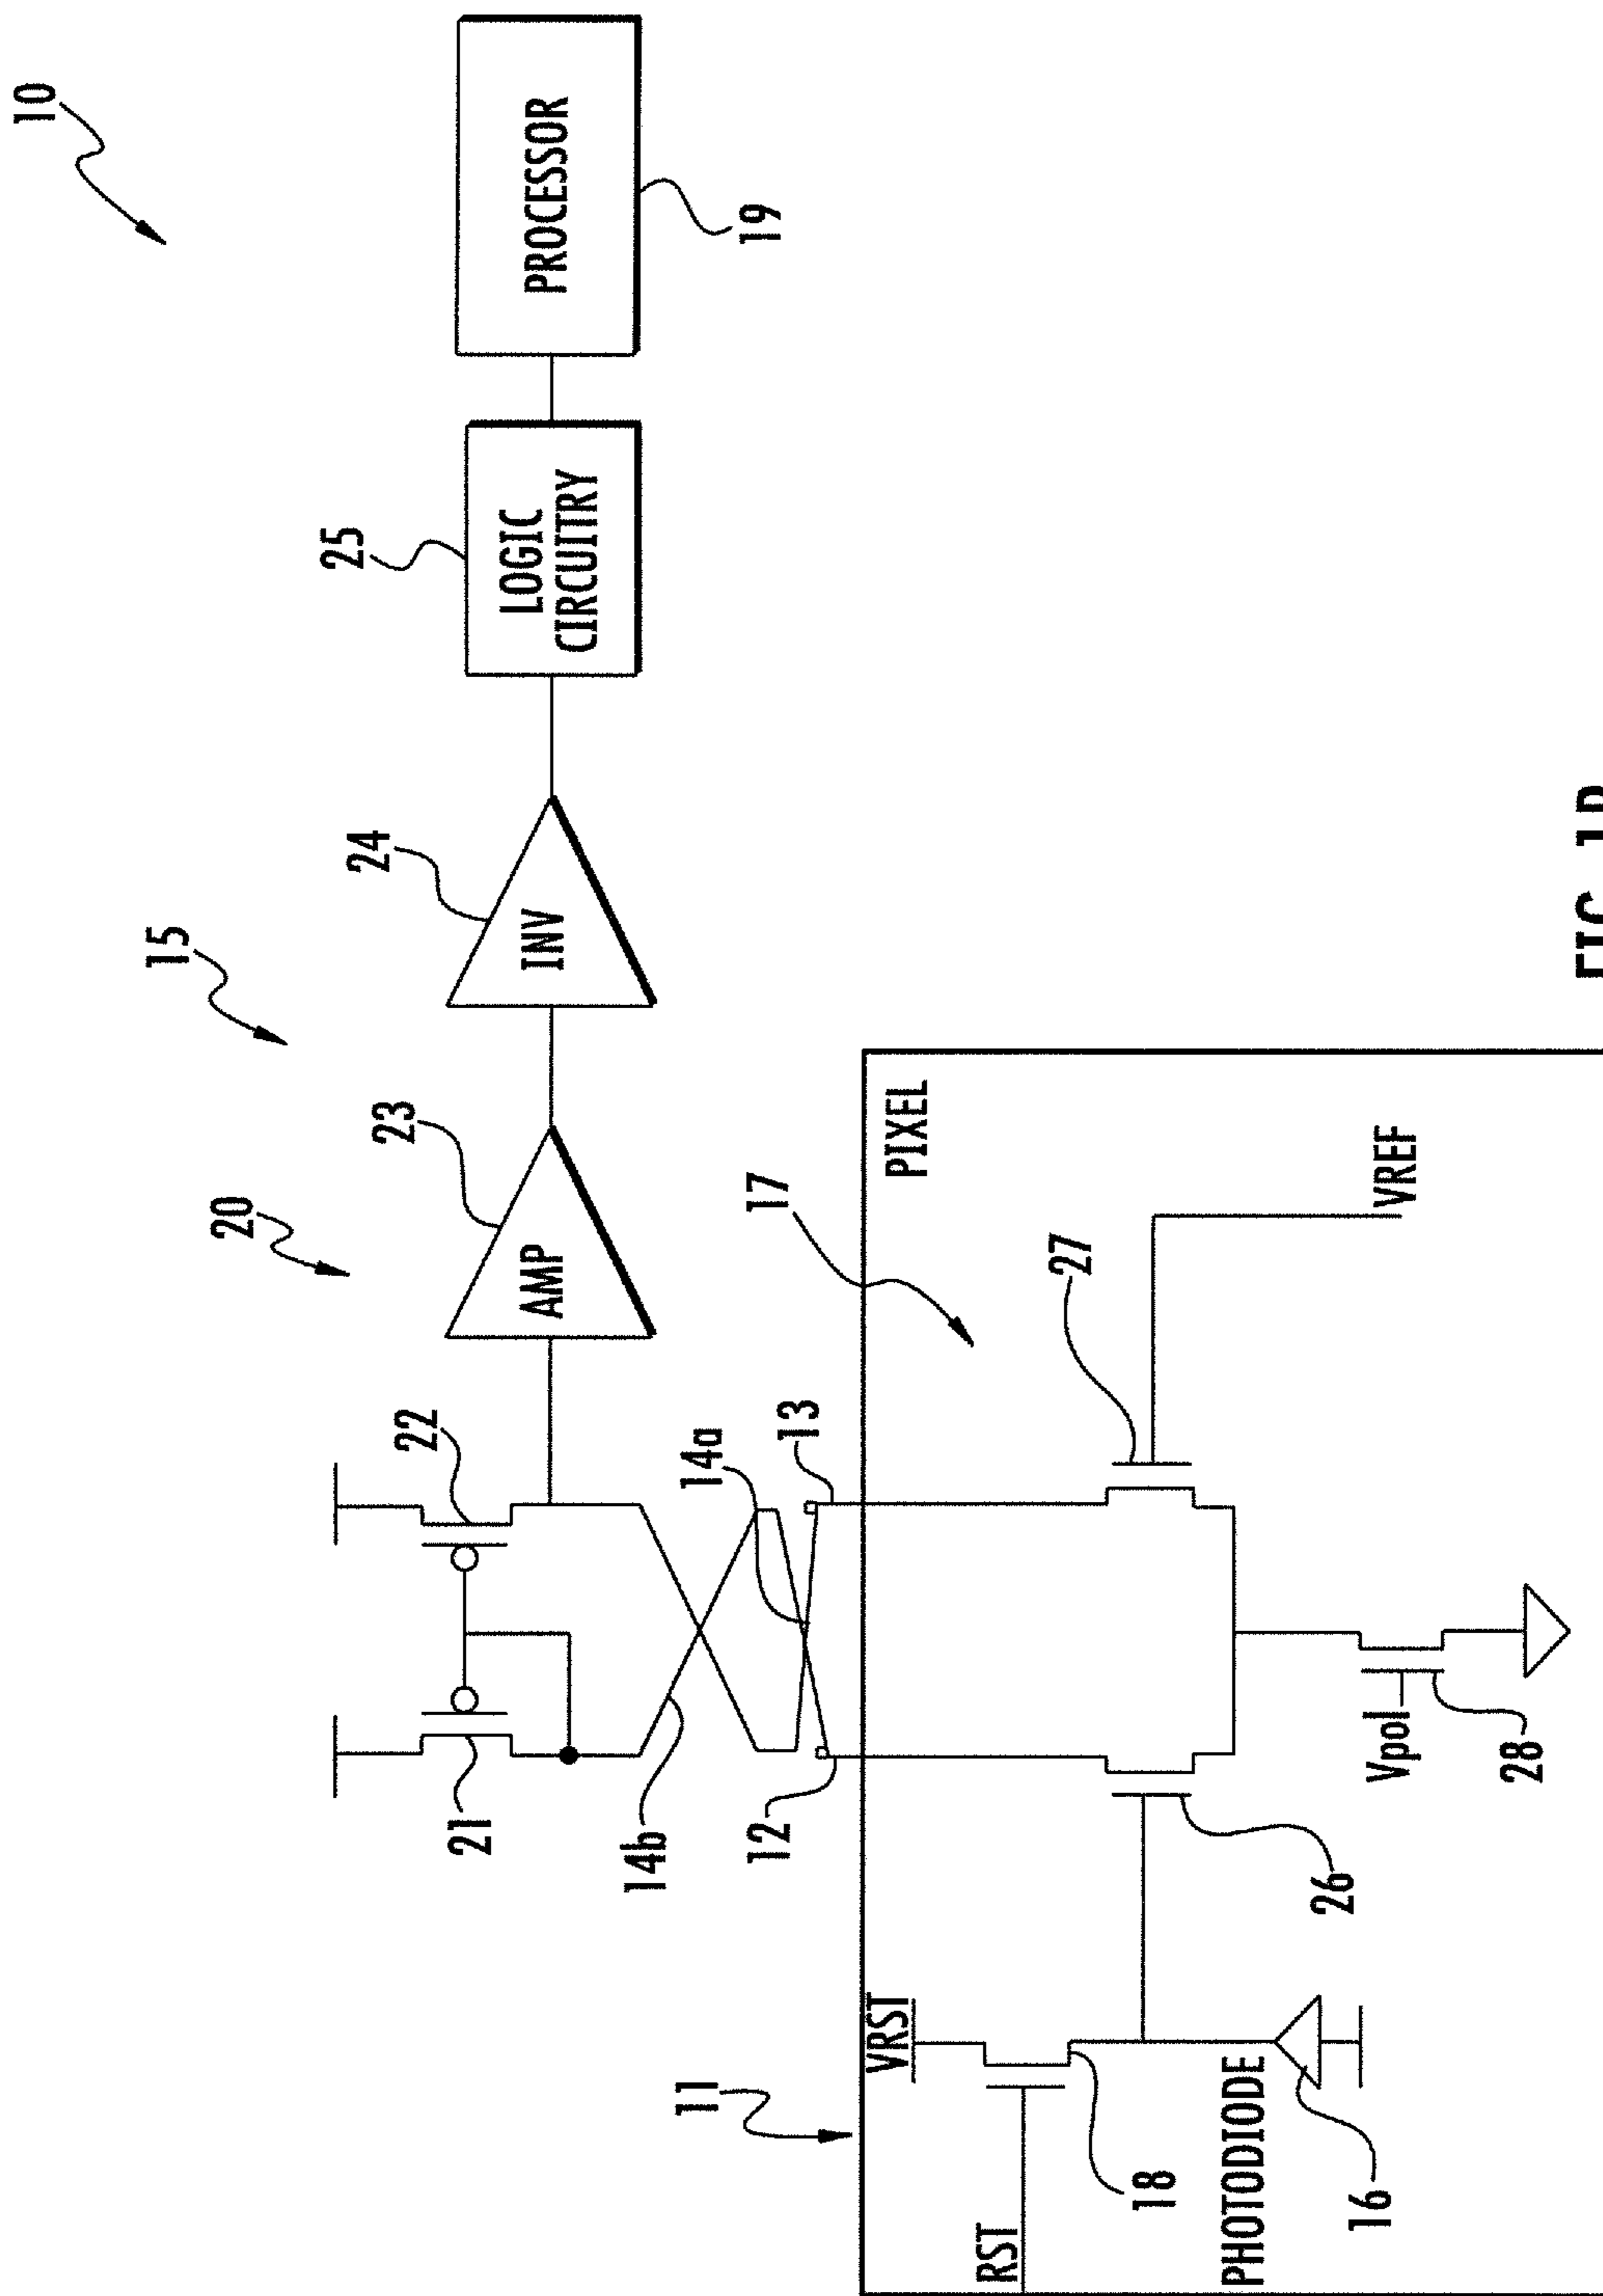 10
PROCESSOR
19
25
LOGIC
CIRCUITRY
15
24
INV
20
23
AMP
22
21
14b
14a
13
12
11
PIXEL
17
27
VREF
VRST
RST
18
PHOTODIODE
16
26
Vpol
28